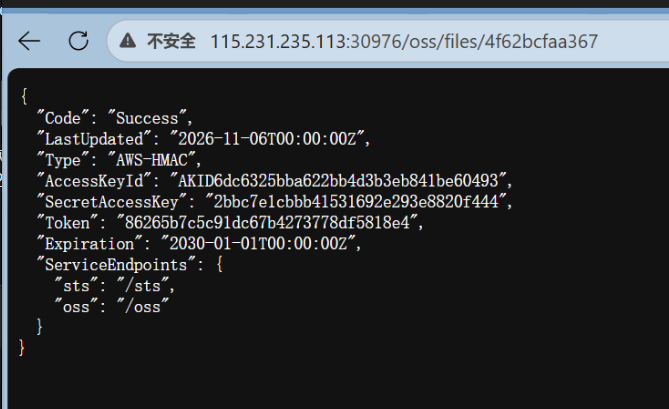 不安全 115.231.235.113:30976/oss/files/4f62bcfaa367
{
"Code": "Success",
"LastUpdated": "2026-11-06T00:00:00Z",
"Type": "AWS-HMAC",
"AccessKeyId": "AKID6dc6325bba622bb4d3b3eb841be60493",
"SecretAccessKey": "2bbc7e1cbbb41531692e293e8820f444",
"Token": "86265b7c5c91dc67b4273778df5818e4",
"Expiration": "2030-01-01T00:00:00Z",
"ServiceEndpoints": {
"sts": "/sts",
"oss": "/oss"
}
}